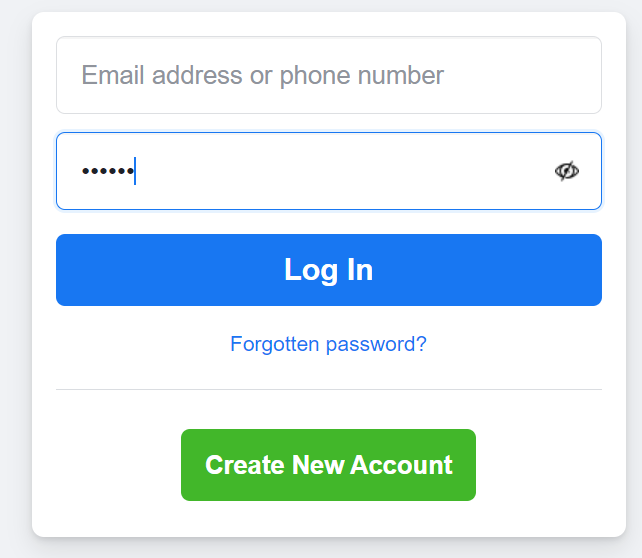 Email address or phone number
••••••
Log In
Forgotten password?
Create New Account